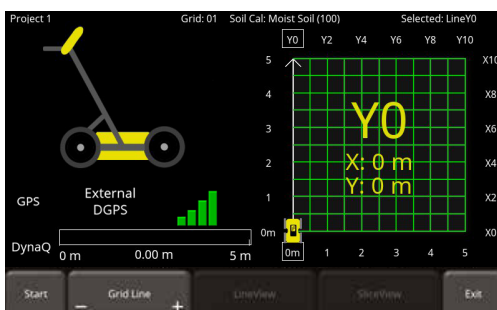 Project 1 Grid: 01 Soil Cal: Moist Soil (100) Selected: LineY0
Y0 Y2 Y4 Y6 Y8 Y10
5 X10
4 X8
3 X6
2 X4
1 X2
0m X0
Y0
X: 0 m
Y: 0 m
0m 1 2 3 4 5
GPS External
DGPS
DynaQ
0 m 0.00 m 5 m
Start - Grid Line + LineView SliceView Exit